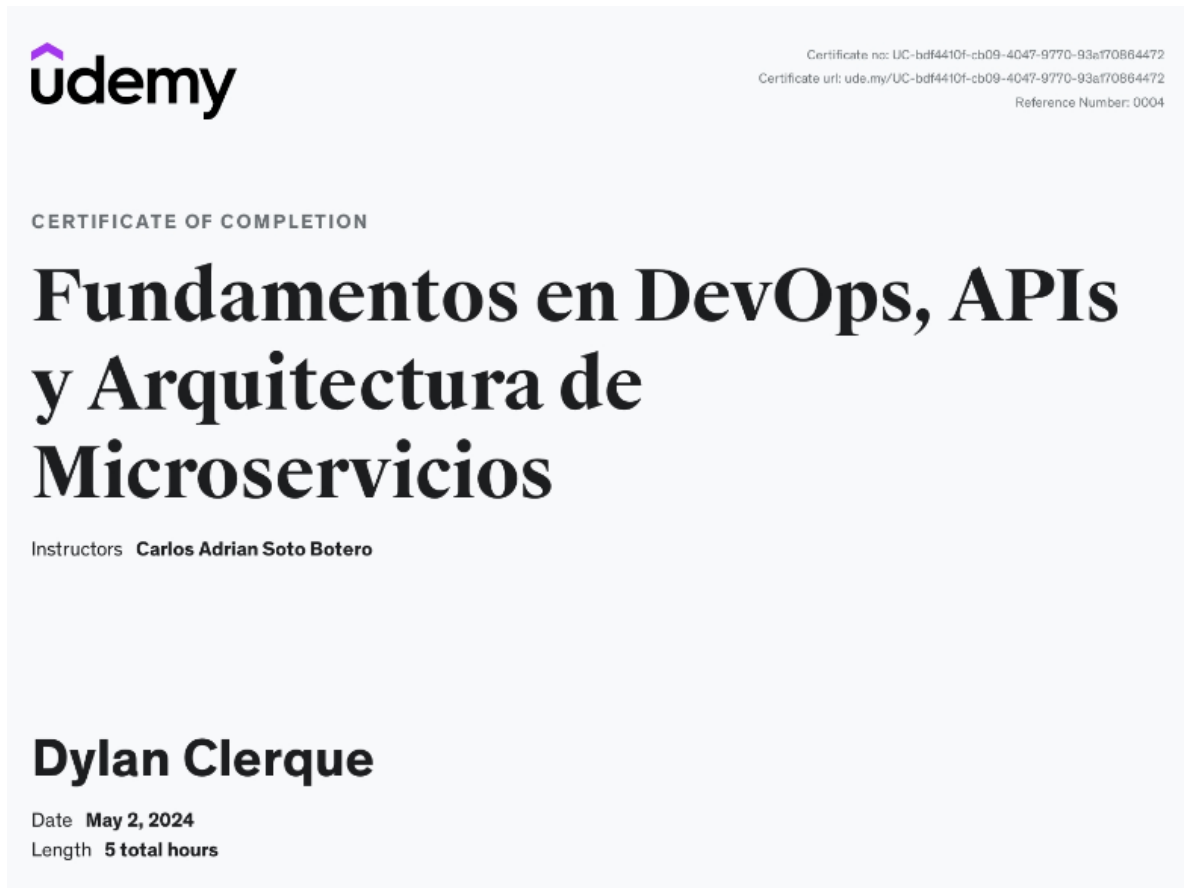 udemy
Certificate no: UC-bdf4410f-cb09-4047-9770-93a170864472
Certificate url: ude.my/UC-bdf4410f-cb09-4047-9770-93a170864472
Reference Number: 0004
CERTIFICATE OF COMPLETION
Fundamentos en DevOps, APIs
y Arquitectura de
Microservicios
Instructors Carlos Adrian Soto Botero
Dylan Clerque
Date May 2, 2024
Length 5 total hours